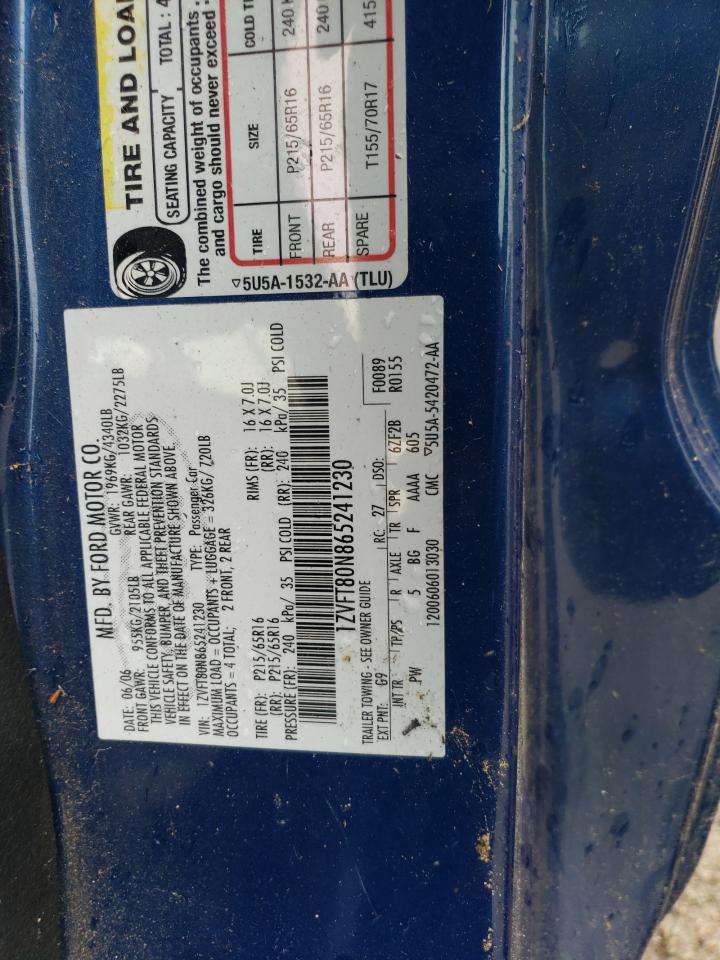 MFD. BY FORD MOTOR CO.
DATE: 06/06 GVWR: 1969KG/4340LB
FRONT GAWR: 955KG/2105LB REAR GAWR: 1032KG/2275LB
THIS VEHICLE CONFORMS TO ALL APPLICABLE FEDERAL MOTOR
VEHICLE SAFETY, BUMPER, AND THEFT PREVENTION STANDARDS
IN EFFECT ON THE DATE OF MANUFACTURE SHOWN ABOVE.
VIN: 1ZVFT80N865241230 TYPE: Passenger Car
MAXIMUM LOAD = OCCUPANTS + LUGGAGE = 326KG/ 720LB
OCCUPANTS = 4 TOTAL; 2 FRONT, 2 REAR
TIRE (FR): P215/65R16 RIMS (FR): 16 X 7.0J
(RR): P215/65R16 (RR): 16 X 7.0J
PRESSURE (FR): 240 kPa/ 35 PSI COLD (RR): 240 kPa/ 35 PSI COLD
1ZVFT80N865241230
TRAILER TOWING: SEE OWNER GUIDE F0089
EXT PNT: G9 RC: 27 DSO: R0155
INT TR TP/PS R AXLE TR SPR 6ZF2B
PW 5 BG F AAAA 605
1200606013030 CMC ▽5U5A-5420472-AA
TIRE AND LOA
SEATING CAPACITY TOTAL: 4
The combined weight of occupants
and cargo should never exceed :
TIRE SIZE COLD TI
FRONT P215/65R16 240
REAR P215/65R16 240
SPARE T155/70R17 415
▽5U5A-1532-AA (TLU)